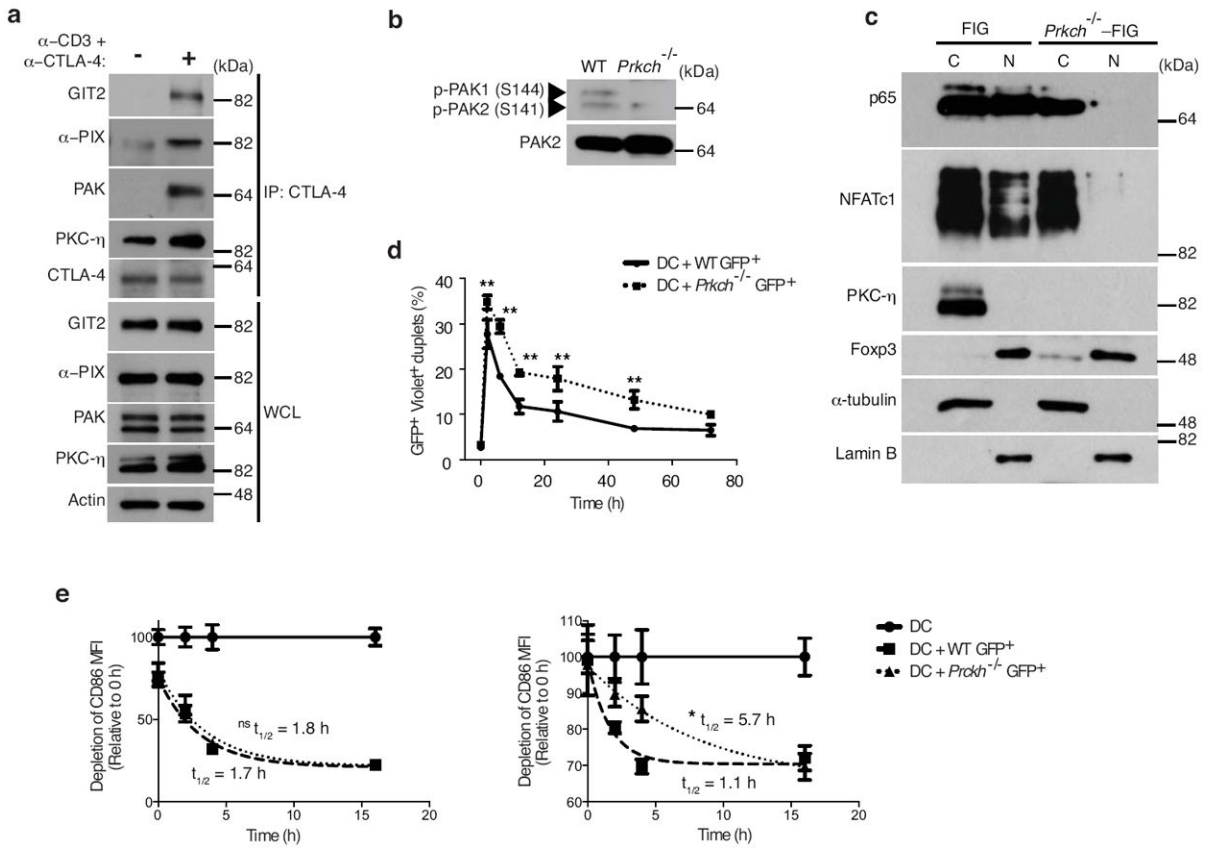 a
α-CD3 +
α-CTLA-4: - + (kDa)
GIT2 82
α-PIX 82
PAK 64
IP: CTLA-4
PKC-η 82
CTLA-4 64
GIT2 82
α-PIX 82
WCL
PAK 64
PKC-η 82
Actin 48
b
WT Prkch-/- (kDa)
p-PAK1 (S144)
p-PAK2 (S141) 64
PAK2 64
c
FIG Prkch-/- –FIG
C N C N (kDa)
p65 64
NFATc1 82
PKC-η 82
Foxp3 48
α-tubulin 48
Lamin B 82
d
DC + WT GFP+
DC + Prkch-/- GFP+
GFP+ Violet+ duplets (%)
40
30
20
10
0
** ** ** ** **
0 20 40 60 80
Time (h)
e
Depletion of CD86 MFI
(Relative to 0 h)
100
50
0
ns t1/2 = 1.8 h
t1/2 = 1.7 h
0 5 10 15 20
Time (h)
Depletion of CD86 MFI
(Relative to 0 h)
110
100
90
80
70
60
* t1/2 = 5.7 h
t1/2 = 1.1 h
0 5 10 15 20
Time (h)
DC
DC + WT GFP+
DC + Prckh-/- GFP+